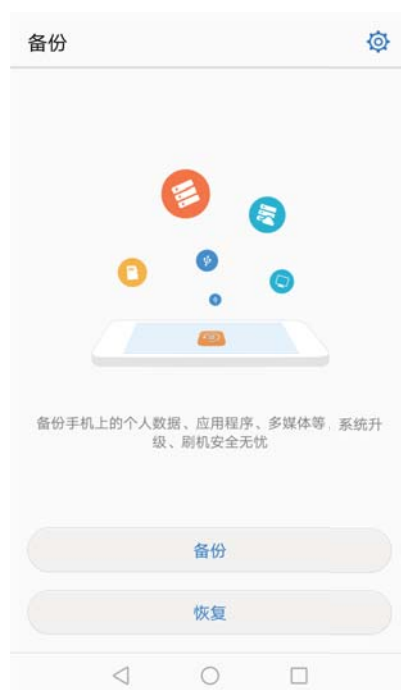 备份
备份手机上的个人数据、应用程序、多媒体等,系统升
级、刷机安全无忧
备份
恢复